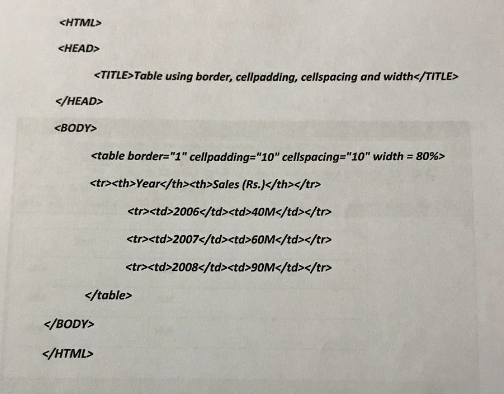 <HTML>
<HEAD>
<TITLE>Table using border, cellpadding, cellspacing and width</TITLE>
</HEAD>
<BODY>
<table border="1" cellpadding="10" cellspacing="10" width = 80%>
<tr><th>Year</th><th>Sales (Rs.)</th></tr>
<tr><td>2006</td><td>40M</td></tr>
<tr><td>2007</td><td>60M</td></tr>
<tr><td>2008</td><td>90M</td></tr>
</table>
</BODY>
</HTML>